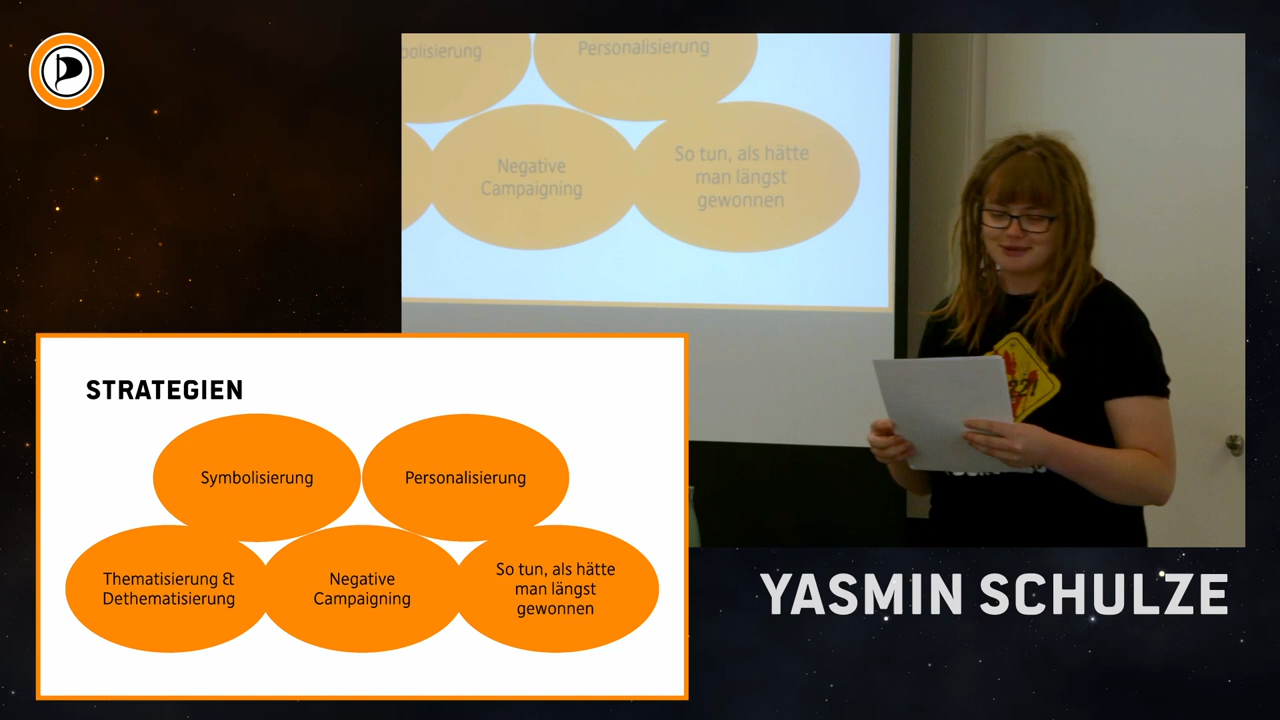 bolisierung
Personalisierung
Negative
Campaigning
So tun, als hätte
man längst
gewonnen
STRATEGIEN
Symbolisierung
Personalisierung
Thematisierung &
Dethematisierung
Negative
Campaigning
So tun, als hätte
man längst
gewonnen
YASMIN SCHULZE